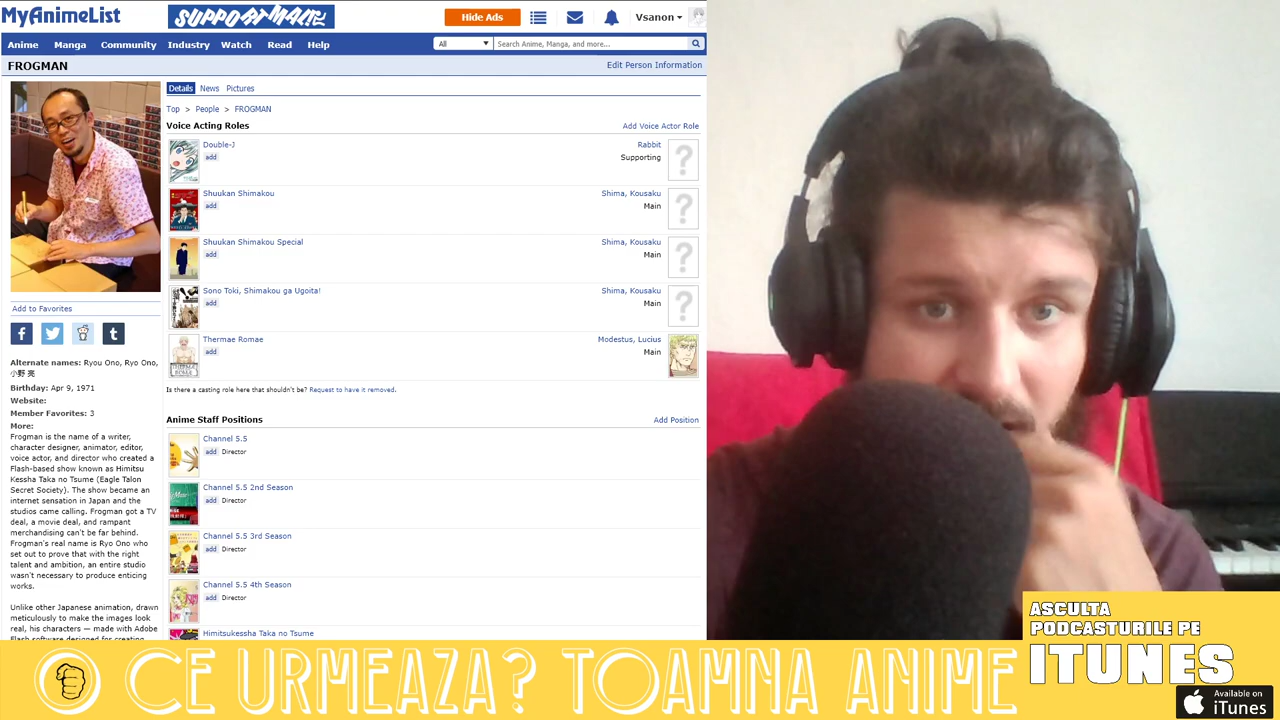 MyAnimeList
SUPPORT MAL
Hide Ads
Vsanon
Anime Manga Community Industry Watch Read Help
All
Search Anime, Manga, and more...
FROGMAN
Edit Person Information
Details News Pictures
Top > People > FROGMAN
Voice Acting Roles
Add Voice Actor Role
Double-J
add
Rabbit
Supporting
?
Shuukan Shimakou
add
Shima, Kousaku
Main
?
Shuukan Shimakou Special
add
Shima, Kousaku
Main
?
Sono Toki, Shimakou ga Ugoita!
add
Shima, Kousaku
Main
?
Thermae Romae
add
Modestus, Lucius
Main
Is there a casting role here that shouldn't be? Request to have it removed.
Anime Staff Positions
Add Position
Channel 5.5
add Director
Channel 5.5 2nd Season
add Director
Channel 5.5 3rd Season
add Director
Channel 5.5 4th Season
add Director
Himitsukessha Taka no Tsume
Add to Favorites
f
t
Alternate names: Ryou Ono, Ryo Ono,
小野 亮
Birthday: Apr 9, 1971
Website:
Member Favorites: 3
More:
Frogman is the name of a writer,
character designer, animator, editor,
voice actor, and director who created a
Flash-based show known as Himitsu
Kessha Taka no Tsume (Eagle Talon
Secret Society). The show became an
internet sensation in Japan and the
studios came calling. Frogman got a TV
deal, a movie deal, and rampant
merchandising can't be far behind.
Frogman's real name is Ryo Ono who
set out to prove that with the right
talent and ambition, an entire studio
wasn't necessary to produce enticing
works.
Unlike other Japanese animation, drawn
meticulously to make the images look
real, his characters — made with Adobe
Flash software designed for creating
CE URMEAZA? TOAMNA ANIME
ASCULTA
PODCASTURILE PE
ITUNES
Available on
iTunes